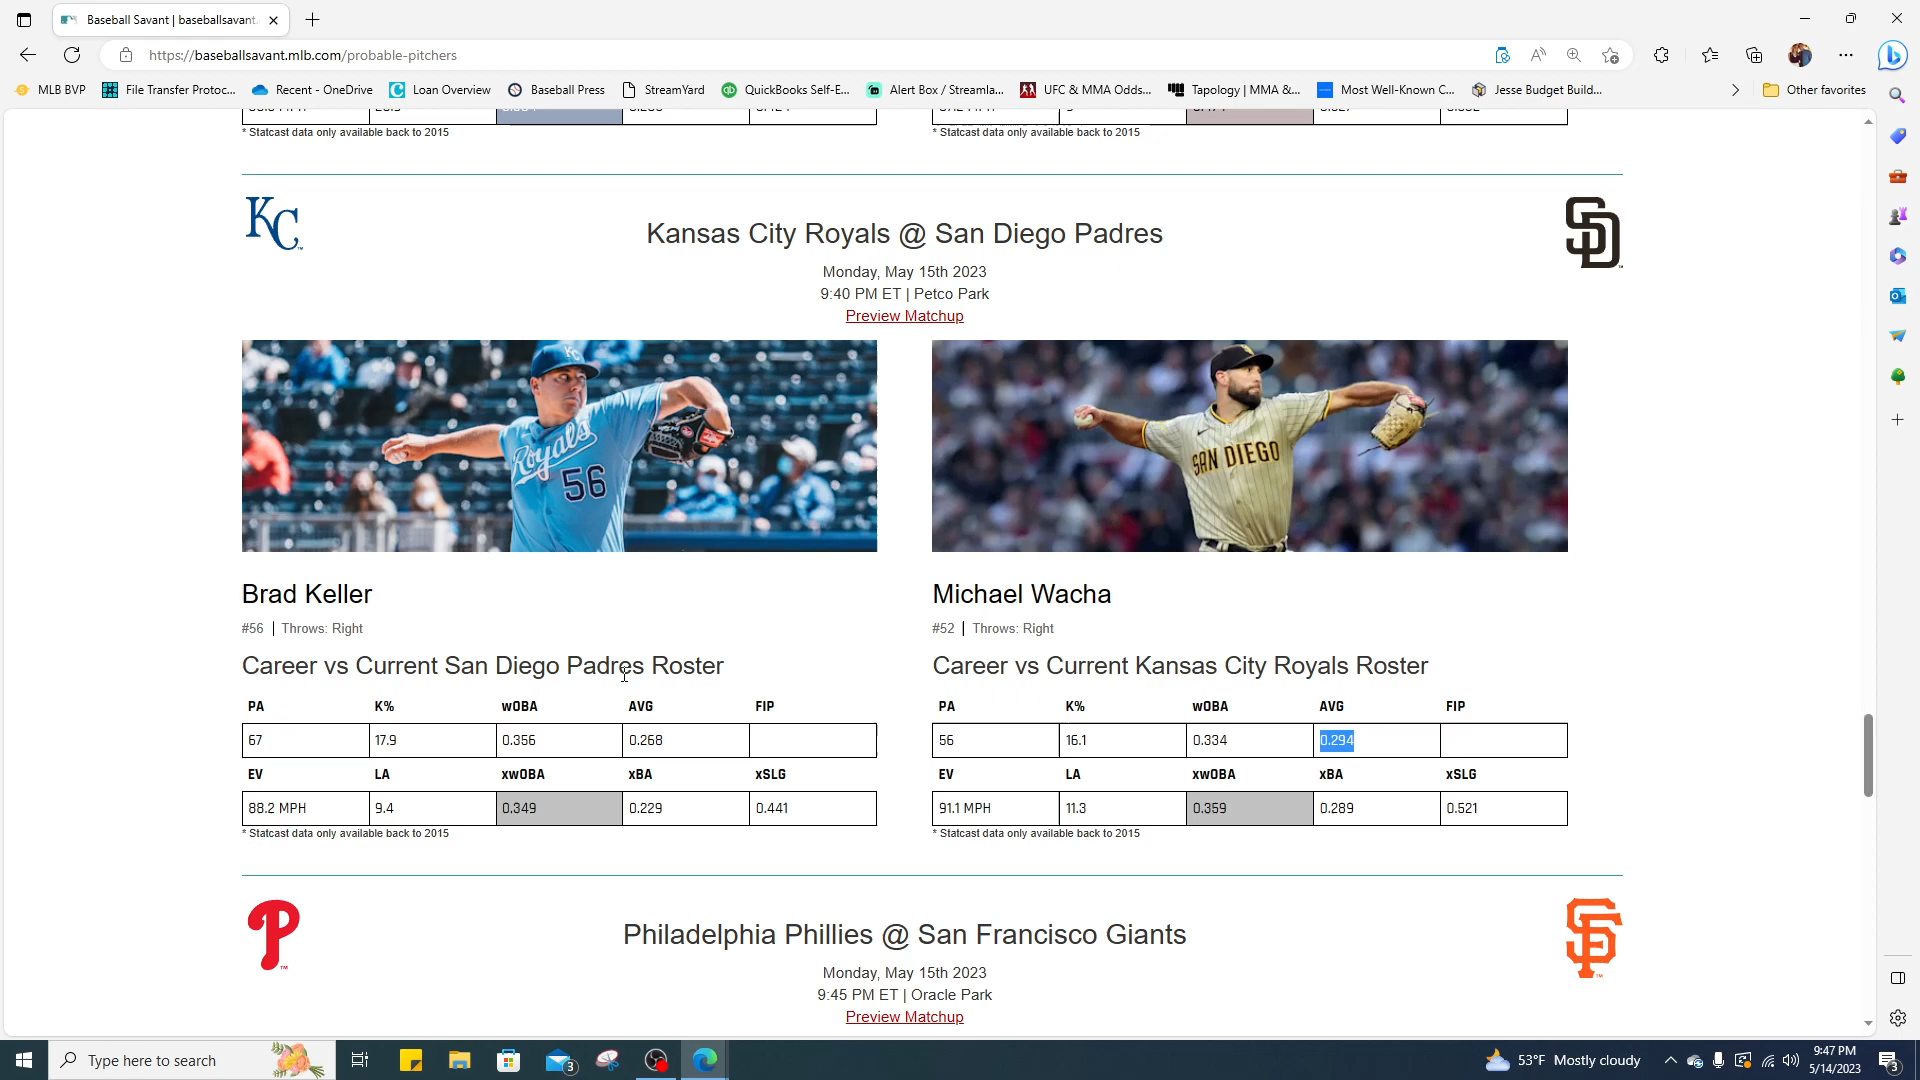 Baseball Savant | baseballsavant.
https://baseballsavant.mlb.com/probable-pitchers
MLB BVP
File Transfer Protoc...
Recent - OneDrive
Loan Overview
Baseball Press
StreamYard
QuickBooks Self-E...
Alert Box / Streamla...
UFC & MMA Odds...
Tapology | MMA &...
Most Well-Known C...
Jesse Budget Build...
Other favorites
* Statcast data only available back to 2015
* Statcast data only available back to 2015
KC
Kansas City Royals @ San Diego Padres
SD
Monday, May 15th 2023
9:40 PM ET | Petco Park
Preview Matchup
KC
Royals
56
SAN DIEGO
Brad Keller
#56 | Throws: Right
Career vs Current San Diego Padres Roster
PA K% wOBA AVG FIP
67 17.9 0.356 0.268
EV LA xwOBA xBA xSLG
88.2 MPH 9.4 0.349 0.229 0.441
* Statcast data only available back to 2015
Michael Wacha
#52 | Throws: Right
Career vs Current Kansas City Royals Roster
PA K% wOBA AVG FIP
56 16.1 0.334 0.294
EV LA xwOBA xBA xSLG
91.1 MPH 11.3 0.359 0.289 0.521
* Statcast data only available back to 2015
P
Philadelphia Phillies @ San Francisco Giants
SF
Monday, May 15th 2023
9:45 PM ET | Oracle Park
Preview Matchup
Type here to search
3
53°F Mostly cloudy
9:47 PM
5/14/2023
3